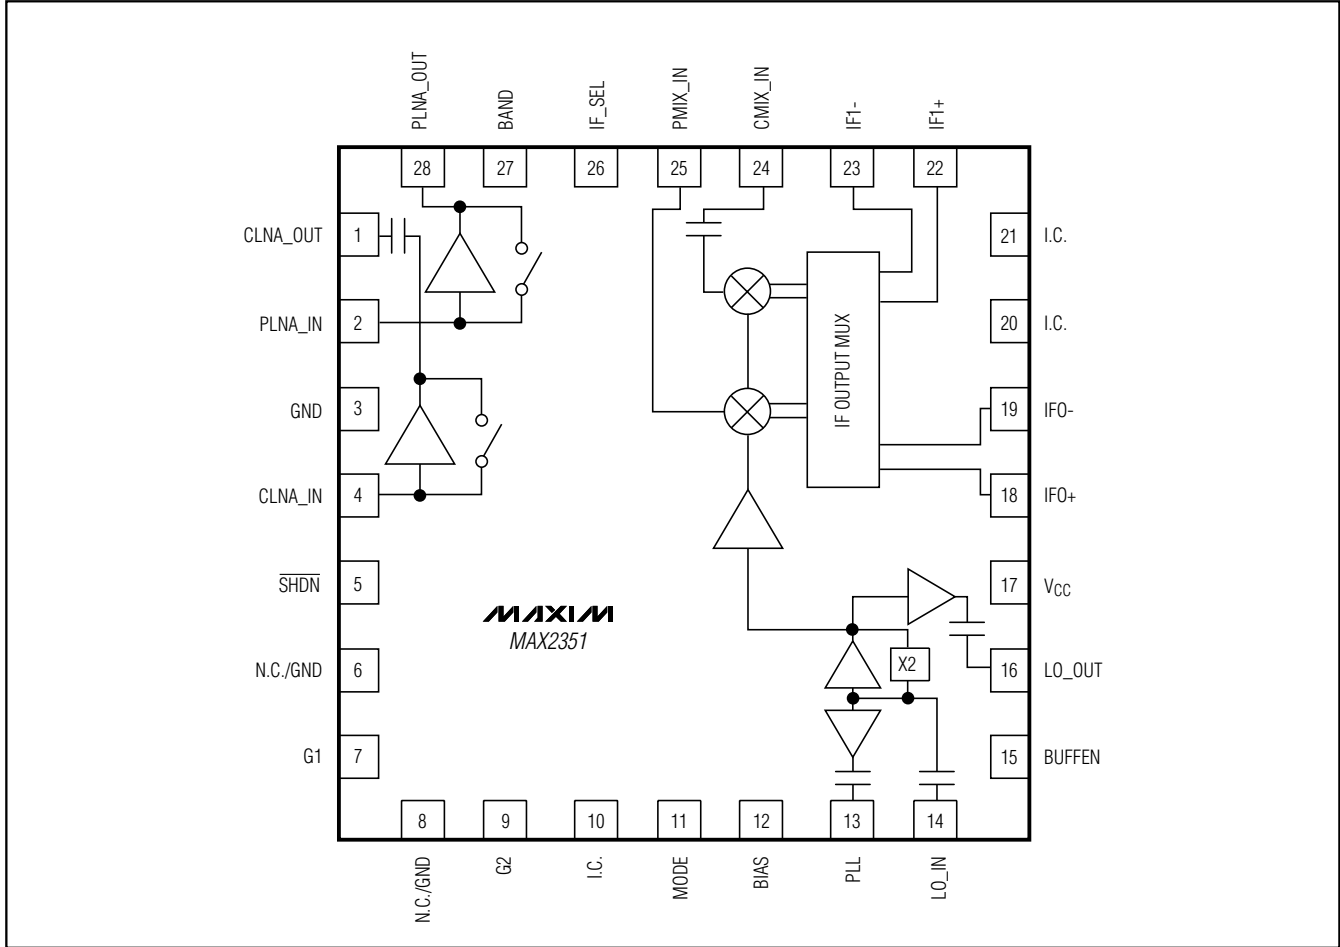 PLNA_OUT
BAND
IF_SEL
PMIX_IN
CMIX_IN
IF1-
IF1+
28
27
26
25
24
23
22
CLNA_OUT 1
PLNA_IN 2
GND 3
CLNA_IN 4
SHDN 5
N.C./GND 6
G1 7
21 I.C.
20 I.C.
19 IF0-
18 IF0+
17 VCC
16 LO_OUT
15 BUFFEN
IF OUTPUT MUX
X2
MAXIM
MAX2351
8
9
10
11
12
13
14
N.C./GND
G2
I.C.
MODE
BIAS
PLL
LO_IN